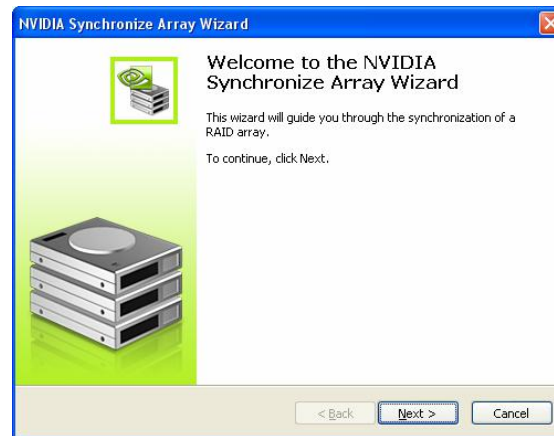 NVIDIA Synchronize Array Wizard
Welcome to the NVIDIA
Synchronize Array Wizard
This wizard will guide you through the synchronization of a
RAID array.
To continue, click Next.
< Back
Next >
Cancel